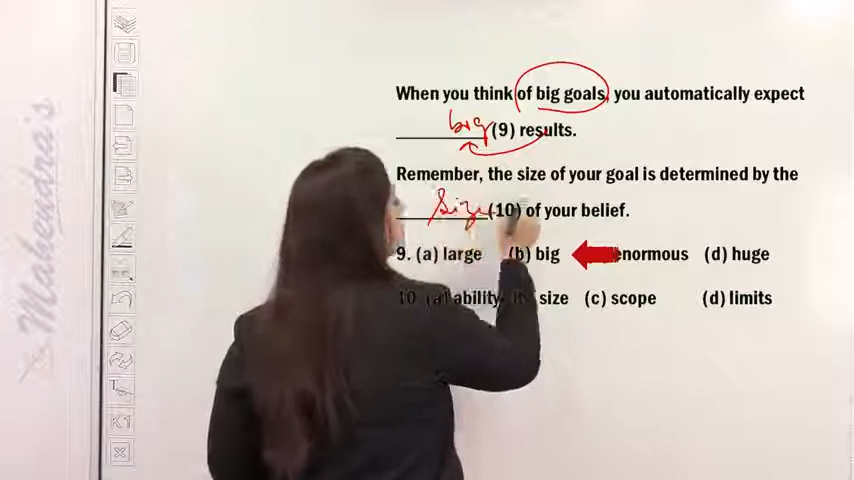 Mahendra's
When you think of big goals, you automatically expect
big (9) results.
Remember, the size of your goal is determined by the
size (10) of your belief.
9. (a) large (b) big enormous (d) huge
10. (a) ability size (c) scope (d) limits